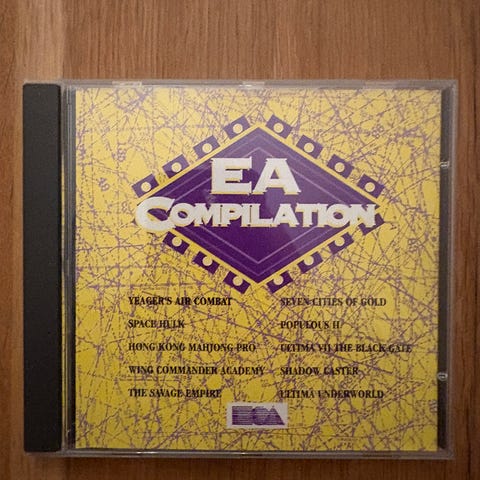 EA
COMPILATION
YEAGER'S AIR COMBAT
SPACE HULK
HONG KONG MAHJONG PRO
WING COMMANDER ACADEMY
THE SAVAGE EMPIRE
SEVEN CITIES OF GOLD
POPULOUS II
ULTIMA VII THE BLACK GATE
SHADOW CASTER
ULTIMA UNDERWORLD